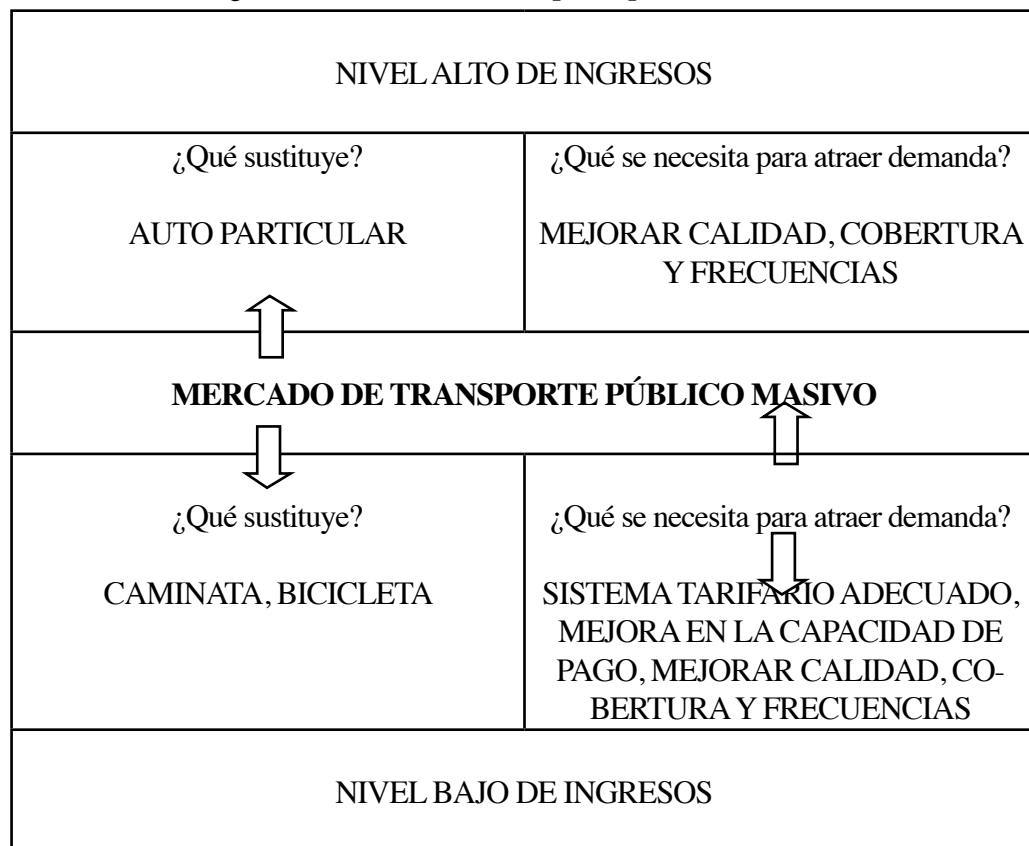 NIVEL ALTO DE INGRESOS
¿Qué sustituye?
AUTO PARTICULAR
¿Qué se necesita para atraer demanda?
MEJORAR CALIDAD, COBERTURA
Y FRECUENCIAS
MERCADO DE TRANSPORTE PÚBLICO MASIVO
¿Qué sustituye?
CAMINATA, BICICLETA
¿Qué se necesita para atraer demanda?
SISTEMA TARIFARIO ADECUADO,
MEJORA EN LA CAPACIDAD DE
PAGO, MEJORAR CALIDAD, CO-
BERTURA Y FRECUENCIAS
NIVEL BAJO DE INGRESOS